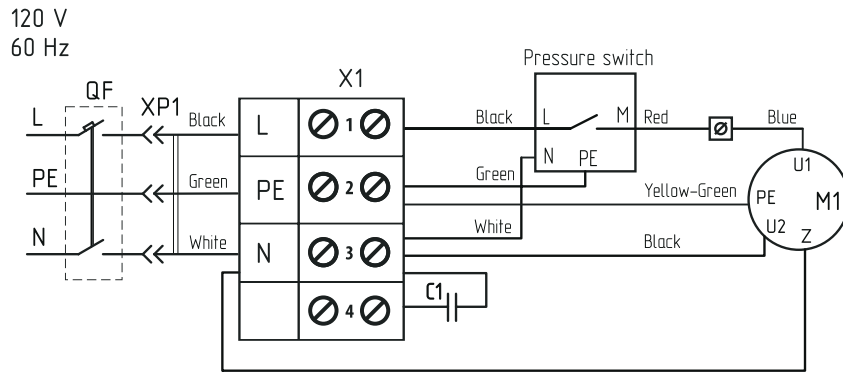 120 V
60 Hz
Pressure switch
X1
QF
XP1
L
Black
L
1
Black
L
M
Red
Blue
N
PE
U1
PE
Green
PE
2
Green
Yellow-Green
PE
M1
U2
White
N
White
N
3
Black
Z
C1
4